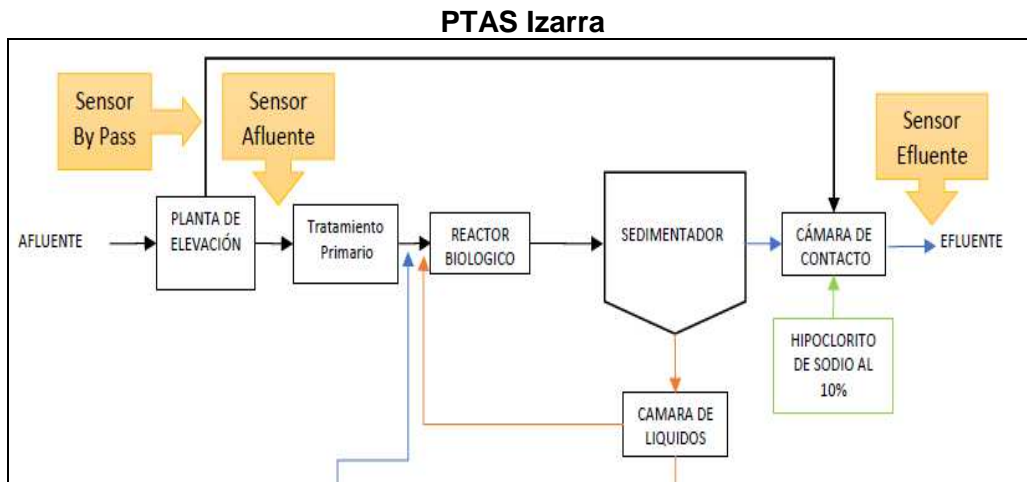 PTAS Izarra
Sensor
By Pass
Sensor
Afluente
Sensor
Efluente
AFLUENTE
PLANTA DE
ELEVACIÓN
Tratamiento
Primario
REACTOR
BIOLOGICO
SEDIMENTADOR
CÁMARA DE
CONTACTO
EFLUENTE
HIPOCLORITO
DE SODIO AL
10%
CAMARA DE
LIQUIDOS